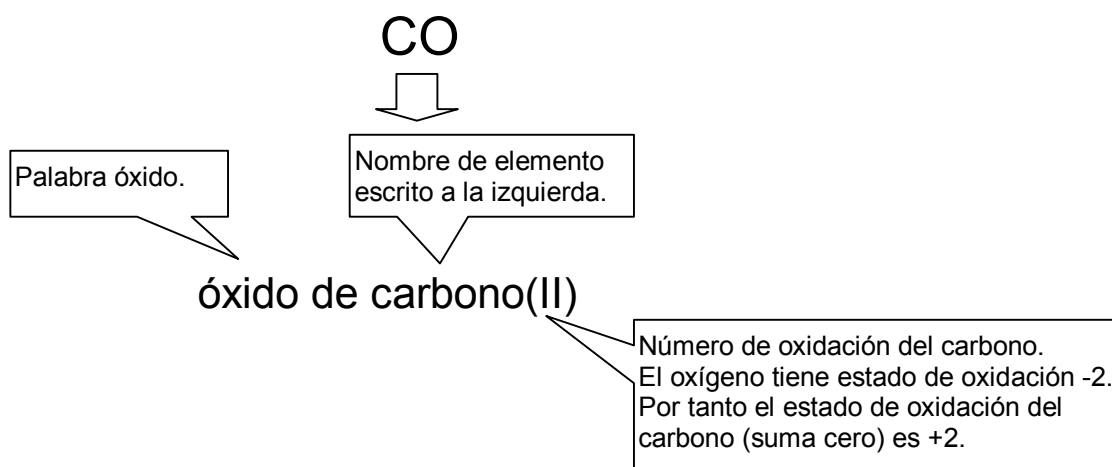 CO
Palabra óxido.
Nombre de elemento
escrito a la izquierda.
óxido de carbono(II)
Número de oxidación del carbono.
El oxígeno tiene estado de oxidación -2.
Por tanto el estado de oxidación del
carbono (suma cero) es +2.